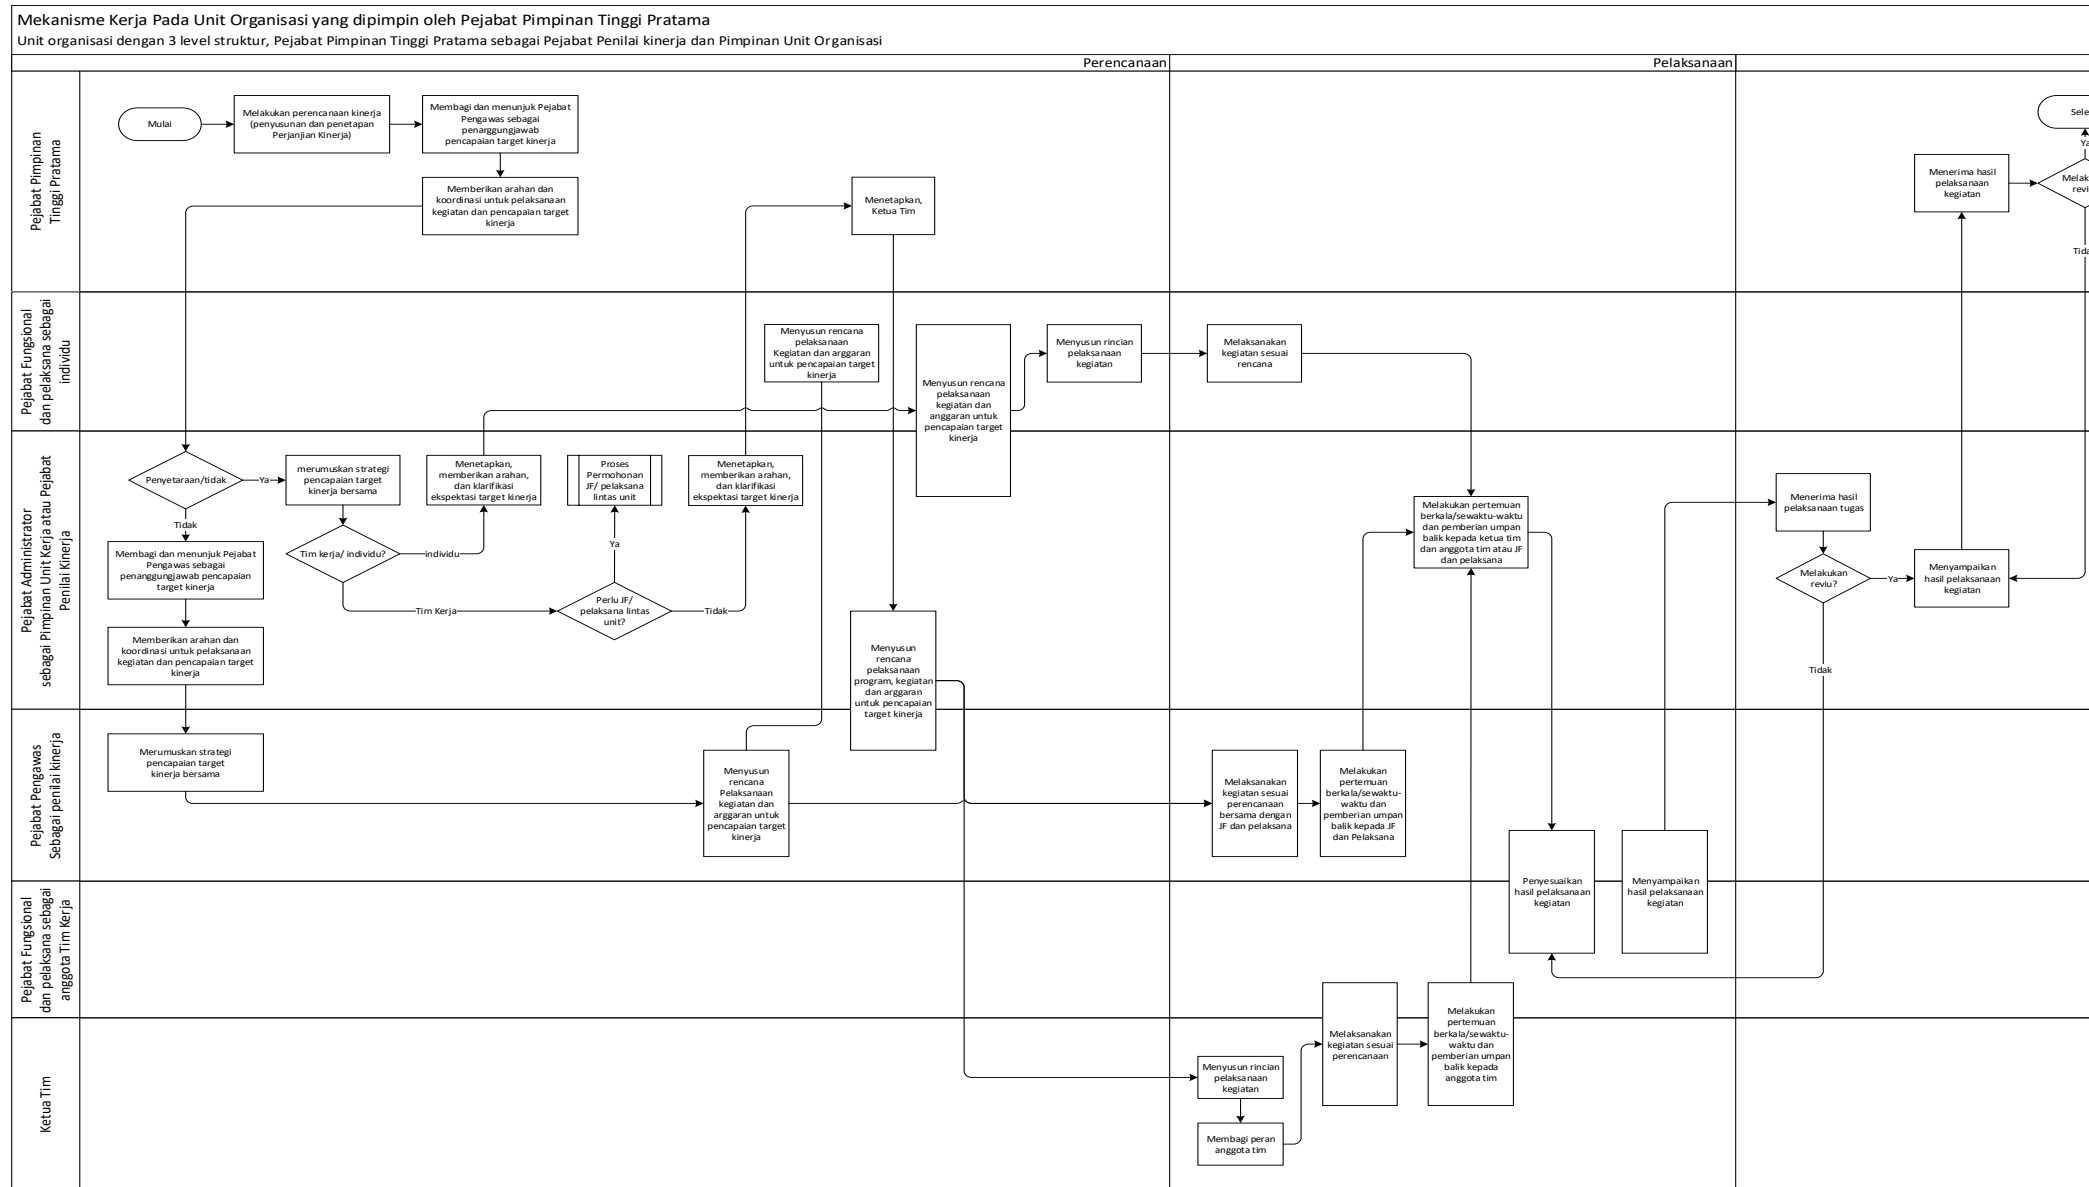 Mekanisme Kerja Pada Unit Organisasi yang dipimpin oleh Pejabat Pimpinan Tinggi Pratama
Unit organisasi dengan 3 level struktur, Pejabat Pimpinan Tinggi Pratama sebagai Pejabat Penilai kinerja dan Pimpinan Unit Organisasi
Perencanaan
Pelaksanaan
Pejabat Pimpinan
Tinggi Pratama
Mulai
Melakukan perencanaan kinerja
(penyusunan dan penetapan
Perjanjian Kinerja)
Membagi dan menunjuk Pejabat
Pengawas sebagai
penarggungjawab
pencapaian target kinerja
Memberikan arahan dan
koordinasi untuk pelaksanaan
kegiatan dan pencapaian target
kinerja
Menetapkan,
Ketua Tim
Menerima hasil
pelaksanaan
kegiatan
Sele
Ya
Melak
revi
Tida
Pejabat Fungsional
dan pelaksana sebagai
individu
Menyusun rencana
pelaksanaan
Kegiatan dan arggaran
untuk pencapaian target
kinerja
Menyusun rencana
pelaksanaan
kegiatan dan
anggaran untuk
pencapaian target
kinerja
Menyusun rincian
pelaksanaan
kegiatan
Melaksanakan
kegiatan sesuai
rencana
Pejabat Administrator
sebagai Pimpinan Unit Kerja atau Pejabat
Penilai Kinerja
Penyetaraan/tidak
Ya
merumuskan strategi
pencapaian target
kinerja bersama
Menetapkan,
memberikan arahan,
dan klarifikasi
ekspektasi target kinerja
Proses
Permohonan
JF/ pelaksana
lintas unit
Menetapkan,
memberikan arahan,
dan klarifikasi
ekspektasi target kinerja
Tidak
Tim kerja/ individu?
individu
Ya
Membagi dan menunjuk Pejabat
Pengawas sebagai
penanggungjawab pencapaian
target kinerja
Tim Kerja
Perlu JF/
pelaksana lintas
unit?
Tidak
Memberikan arahan dan
koordinasi untuk pelaksanaan
kegiatan dan pencapaian target
kinerja
Menyusun
rencana
pelaksanaan
program, kegiatan
dan arggaran
untuk pencapaian
target kinerja
Melakukan pertemuan
berkala/sewaktu-waktu
dan pemberian umpan
balik kepada ketua tim
dan anggota tim atau JF
dan pelaksana
Menerima hasil
pelaksanaan tugas
Melakukan
reviu?
Ya
Menyampaikan
hasil pelaksanaan
kegiatan
Tidak
Pejabat Pengawas
Sebagai penilai kinerja
Merumuskan strategi
pencapaian target
kinerja bersama
Menyusun
rencana
Pelaksanaan
kegiatan dan
arggaran untuk
pencapaian target
kinerja
Melaksanakan
kegiatan sesuai
perencanaan
bersama dengan
JF dan pelaksana
Melakukan
pertemuan
berkala/sewaktu-
waktu dan
pemberian umpan
balik kepada JF
dan Pelaksana
Penyesuaikan
hasil pelaksanaan
kegiatan
Menyampaikan
hasil pelaksanaan
kegiatan
Pejabat Fungsional
dan pelaksana sebagai
anggota Tim Kerja
Ketua Tim
Menyusun rincian
pelaksanaan
kegiatan
Membagi peran
anggota tim
Melaksanakan
kegiatan sesuai
perencanaan
Melakukan
pertemuan
berkala/sewaktu-
waktu dan
pemberian umpan
balik kepada
anggota tim